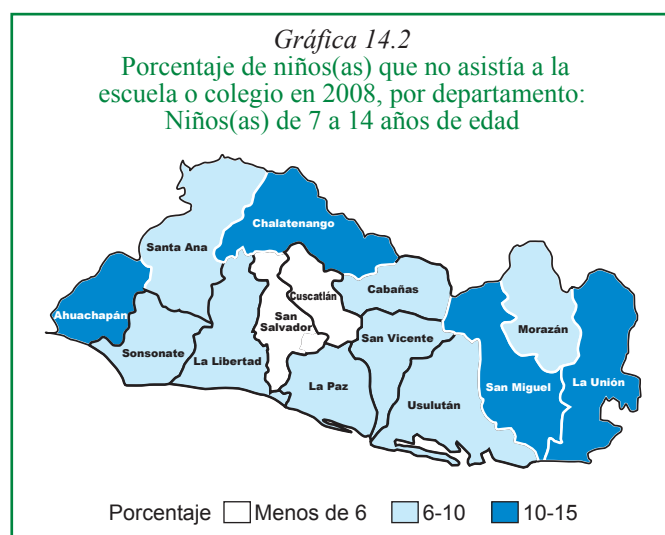 Gráfica 14.2
Porcentaje de niños(as) que no asistía a la
escuela o colegio en 2008, por departamento:
Niños(as) de 7 a 14 años de edad
Chalatenango
Santa Ana
Cabañas
Cuscatlán
Ahuachapán
San
Salvador
Morazán
San Vicente
Sonsonate
La Libertad
La Paz
San Miguel
La Unión
Usulután
Porcentaje Menos de 6 6-10 10-15